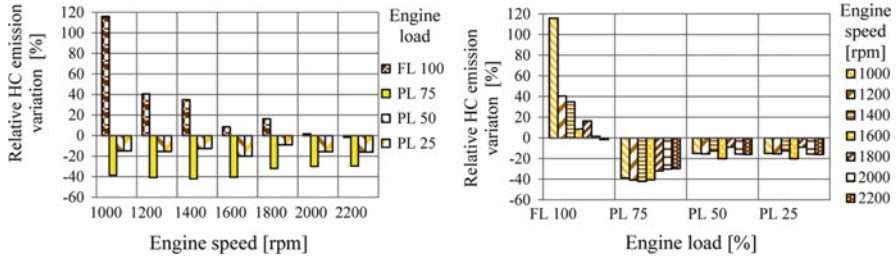 Relative HC emission
variation [%]
120
100
80
60
40
20
0
-20
-40
-60
1000 1200 1400 1600 1800 2000 2200
Engine speed [rpm]
Engine
load
FL 100
PL 75
PL 50
PL 25
Relative HC emission
variaton [%]
120
100
80
60
40
20
0
-20
-40
-60
FL 100 PL 75 PL 50 PL 25
Engine load [%]
Engine
speed
[rpm]
1000
1200
1400
1600
1800
2000
2200